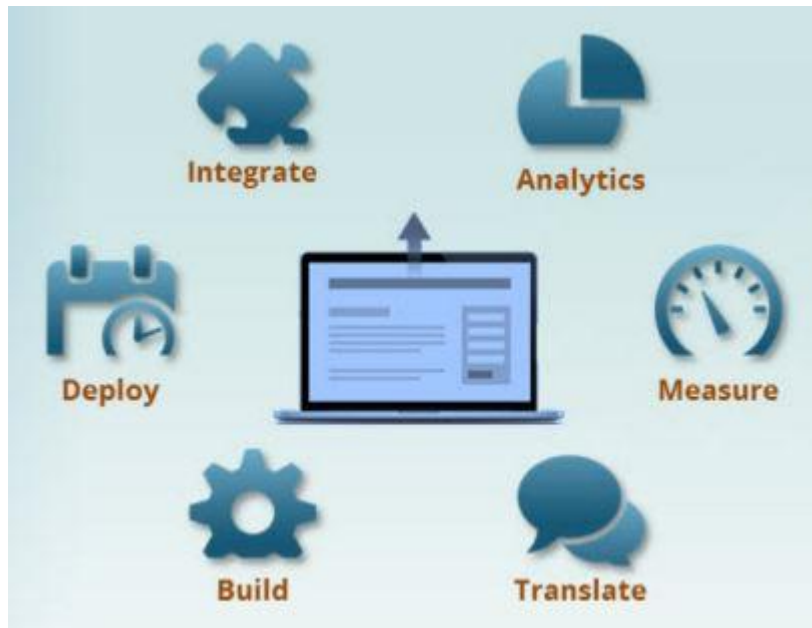 Integrate
Analytics
Deploy
Measure
Build
Translate